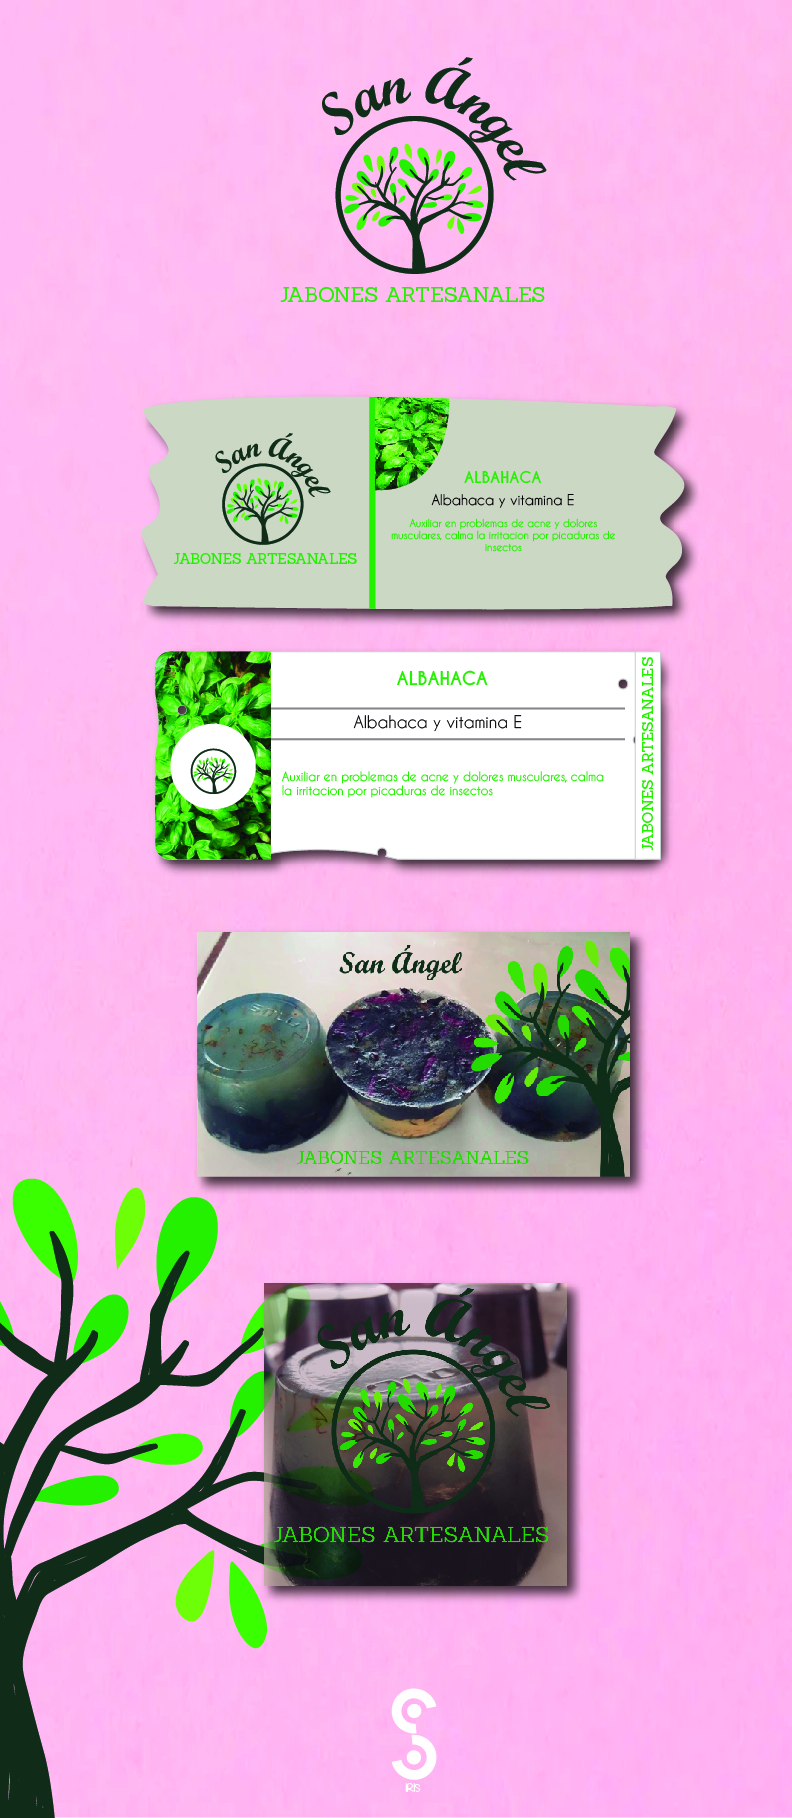 San Ángel
JABONES ARTESANALES
San Ángel
JABONES ARTESANALES
ALBAHACA
Albahaca y vitamina E
Auxiliar en problemas de acne y dolores
musculares, calma la irritacion por picaduras de
insectos
ALBAHACA
Albahaca y vitamina E
Auxiliar en problemas de acne y dolores musculares, calma
la irritacion por picaduras de insectos
JABONES ARTESANALES
San Ángel
JABONES ARTESANALES
San Ángel
JABONES ARTESANALES
IRIS